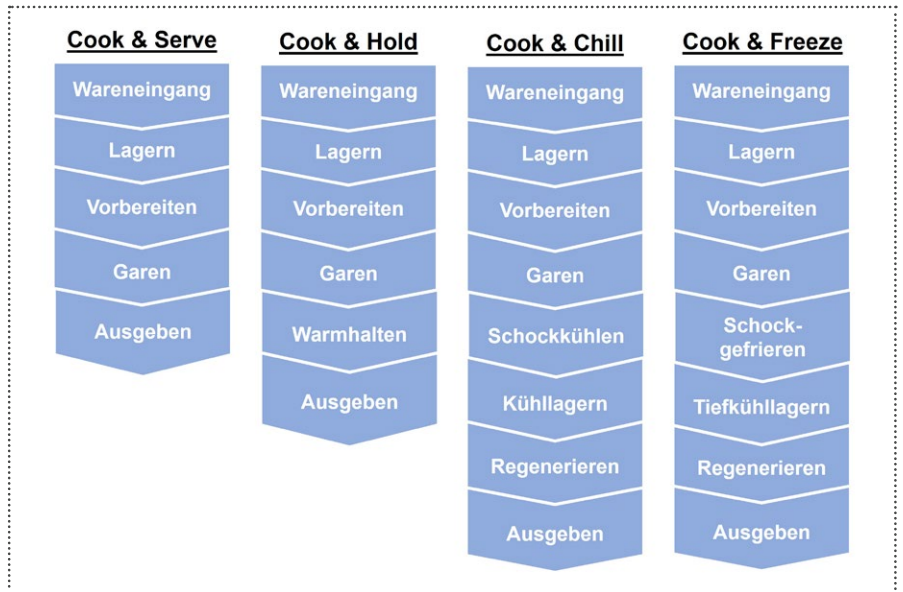 Cook & Serve
Wareneingang
Lagern
Vorbereiten
Garen
Ausgeben
Cook & Hold
Wareneingang
Lagern
Vorbereiten
Garen
Warmhalten
Ausgeben
Cook & Chill
Wareneingang
Lagern
Vorbereiten
Garen
Schockkühlen
Kühllagern
Regenerieren
Ausgeben
Cook & Freeze
Wareneingang
Lagern
Vorbereiten
Garen
Schock-
gefrieren
Tiefkühllagern
Regenerieren
Ausgeben